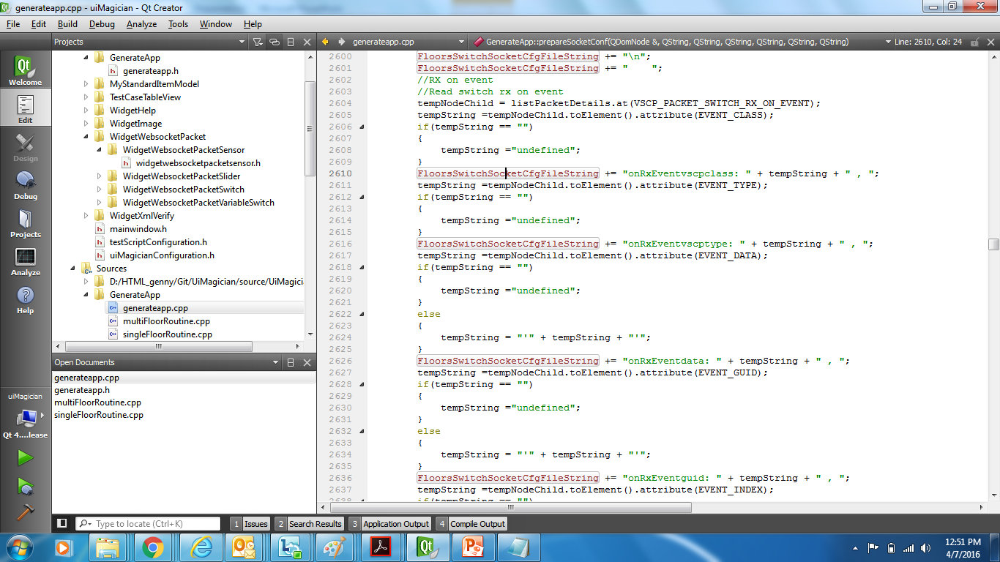 generateapp.cpp - uiMagician - Qt Creator
File Edit Build Debug Analyze Tools Window Help
Projects
generateapp.cpp
GenerateApp::prepareSocketConf(QDomNode &, QString, QString, QString, QString, QString, QString)
Line: 2610, Col: 24
Welcome
Edit
Design
Debug
Projects
Analyze
Help
uiMagician
Qt 4....lease
GenerateApp
generateapp.h
MyStandardItemModel
TestCaseTableView
WidgetHelp
WidgetImage
WidgetWebsocketPacket
WidgetWebsocketPacketSensor
widgetwebsocketpacketsensor.h
WidgetWebsocketPacketSlider
WidgetWebsocketPacketSwitch
WidgetWebsocketPacketVariableSwitch
WidgetXmlVerify
mainwindow.h
testScriptConfiguration.h
uiMagicianConfiguration.h
Sources
D:/HTML_genny/Git/UiMagician/source/UiMagici
GenerateApp
generateapp.cpp
multiFloorRoutine.cpp
singleFloorRoutine.cpp
Open Documents
generateapp.cpp
generateapp.h
multiFloorRoutine.cpp
singleFloorRoutine.cpp
2600 FloorsSwitchSocketCfgFileString += "\n";
2601 FloorsSwitchSocketCfgFileString += "    ";
2602 //RX on event
2603 //Read switch rx on event
2604 tempNodeChild = listPacketDetails.at(VSCP_PACKET_SWITCH_RX_ON_EVENT);
2605 tempString =tempNodeChild.toElement().attribute(EVENT_CLASS);
2606 if(tempString == "")
2607 {
2608 tempString ="undefined";
2609 }
2610 FloorsSwitchSocketCfgFileString += "onRxEventvscpclass: " + tempString + " , ";
2611 tempString =tempNodeChild.toElement().attribute(EVENT_TYPE);
2612 if(tempString == "")
2613 {
2614 tempString ="undefined";
2615 }
2616 FloorsSwitchSocketCfgFileString += "onRxEventvscptype: " + tempString + " , ";
2617 tempString =tempNodeChild.toElement().attribute(EVENT_DATA);
2618 if(tempString == "")
2619 {
2620 tempString ="undefined";
2621 }
2622 else
2623 {
2624 tempString = "'" + tempString + "'";
2625 }
2626 FloorsSwitchSocketCfgFileString += "onRxEventdata: " + tempString + " , ";
2627 tempString =tempNodeChild.toElement().attribute(EVENT_GUID);
2628 if(tempString == "")
2629 {
2630 tempString ="undefined";
2631 }
2632 else
2633 {
2634 tempString = "'" + tempString + "'";
2635 }
2636 FloorsSwitchSocketCfgFileString += "onRxEventguid: " + tempString + " , ";
2637 tempString =tempNodeChild.toElement().attribute(EVENT_INDEX);
2638 if(tempString == "")
Type to locate (Ctrl+K)
1 Issues 2 Search Results 3 Application Output 4 Compile Output
12:51 PM
4/7/2016